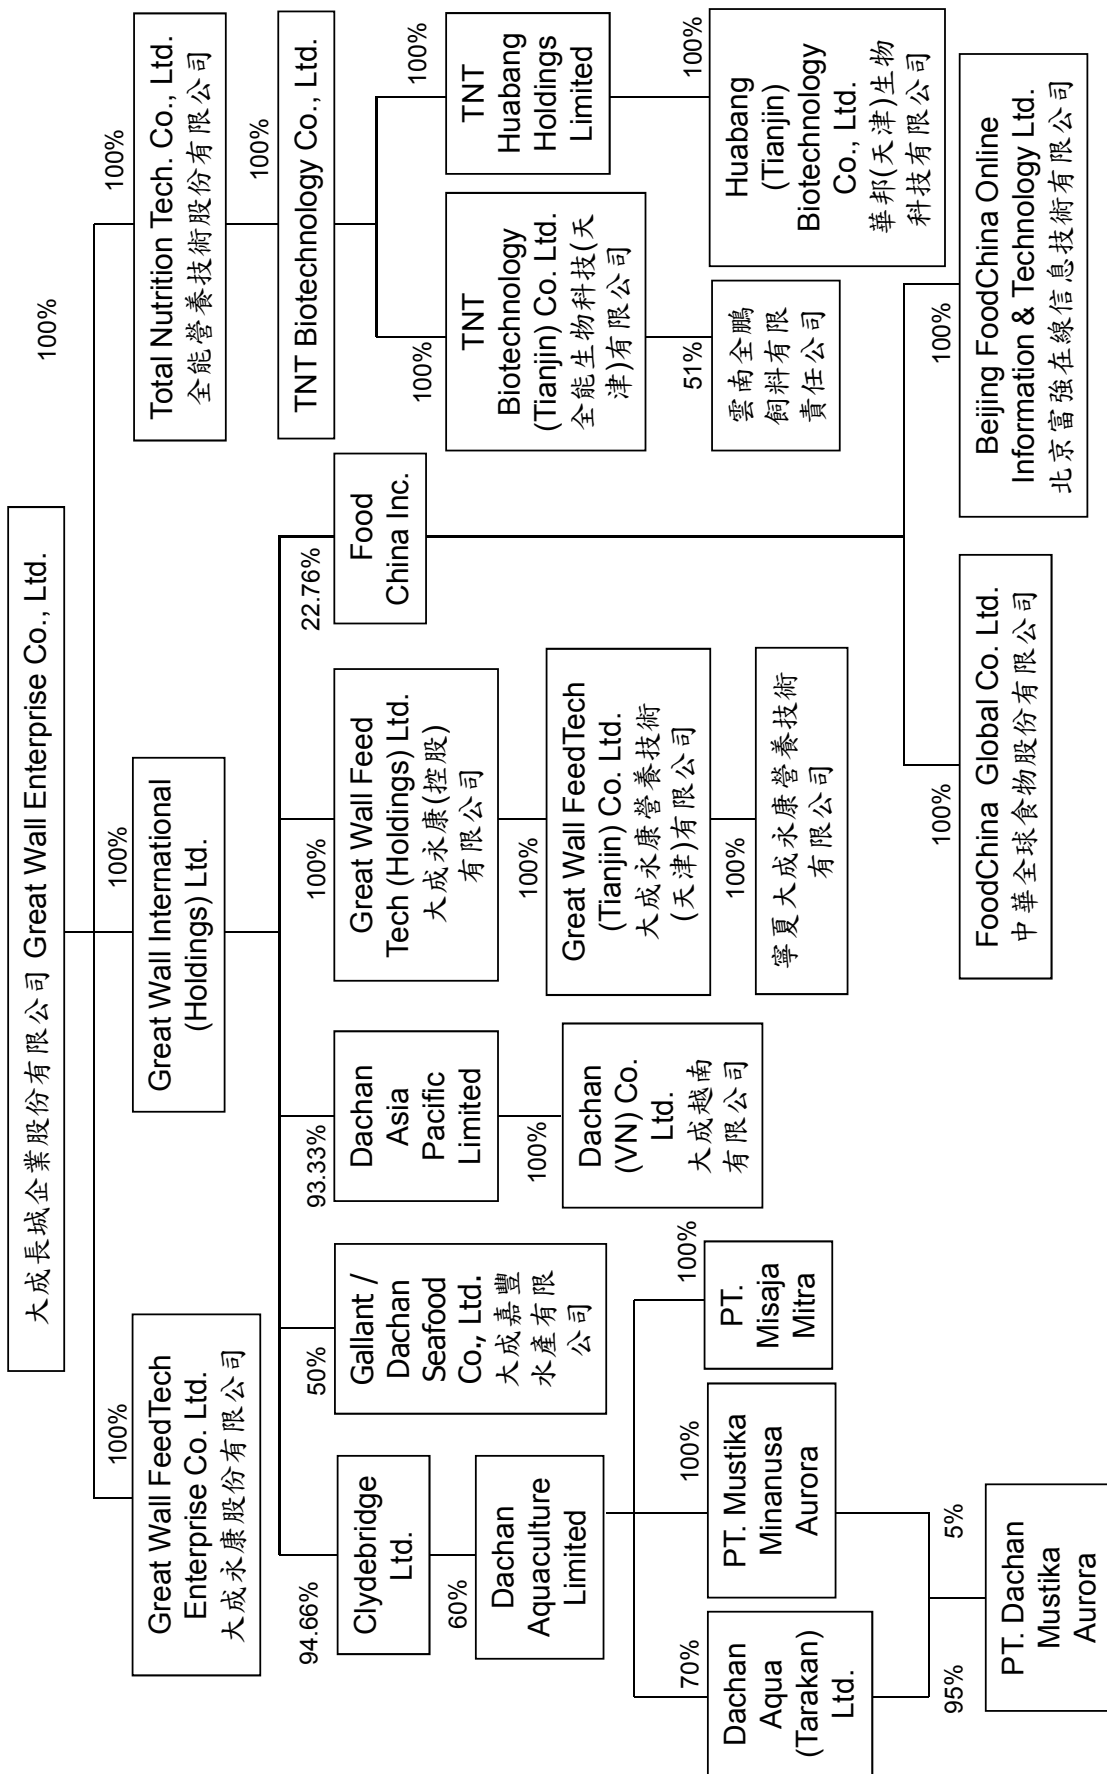 大成長城企業股份有限公司 Great Wall Enterprise Co., Ltd.
100%
100%
100%
100%
Great Wall FeedTech
Enterprise Co. Ltd.
大成永康股份有限公司
Great Wall International
(Holdings) Ltd.
Total Nutrition Tech. Co., Ltd.
全能營養技術股份有限公司
100%
TNT Biotechnology Co., Ltd.
94.66%
50%
93.33%
100%
22.76%
Clydebridge
Ltd.
Gallant /
Dachan
Seafood
Co., Ltd.
大成嘉豐
水產有限
公司
Dachan
Asia
Pacific
Limited
Great Wall Feed
Tech (Holdings) Ltd.
大成永康(控股)
有限公司
Food
China Inc.
100%
100%
TNT
Biotechnology
(Tianjin) Co. Ltd.
全能生物科技(天
津)有限公司
TNT
Huabang
Holdings
Limited
60%
100%
100%
Dachan
Aquaculture
Limited
Dachan
(VN) Co.
Ltd.
大成越南
有限公司
Great Wall FeedTech
(Tianjin) Co. Ltd.
大成永康營養技術
(天津)有限公司
51%
100%
雲南全鵬
飼料有限
責任公司
Huabang
(Tianjin)
Biotechnology
Co., Ltd.
華邦(天津)生物
科技有限公司
70%
100%
100%
100%
Dachan
Aqua
(Tarakan)
Ltd.
PT. Mustika
Minanusa
Aurora
PT.
Misaja
Mitra
寧夏大成永康營養技術
有限公司
95%
5%
100%
100%
PT. Dachan
Mustika
Aurora
FoodChina Global Co. Ltd.
中華全球食物股份有限公司
Beijing FoodChina Online
Information & Technology Ltd.
北京富強在線信息技術有限公司